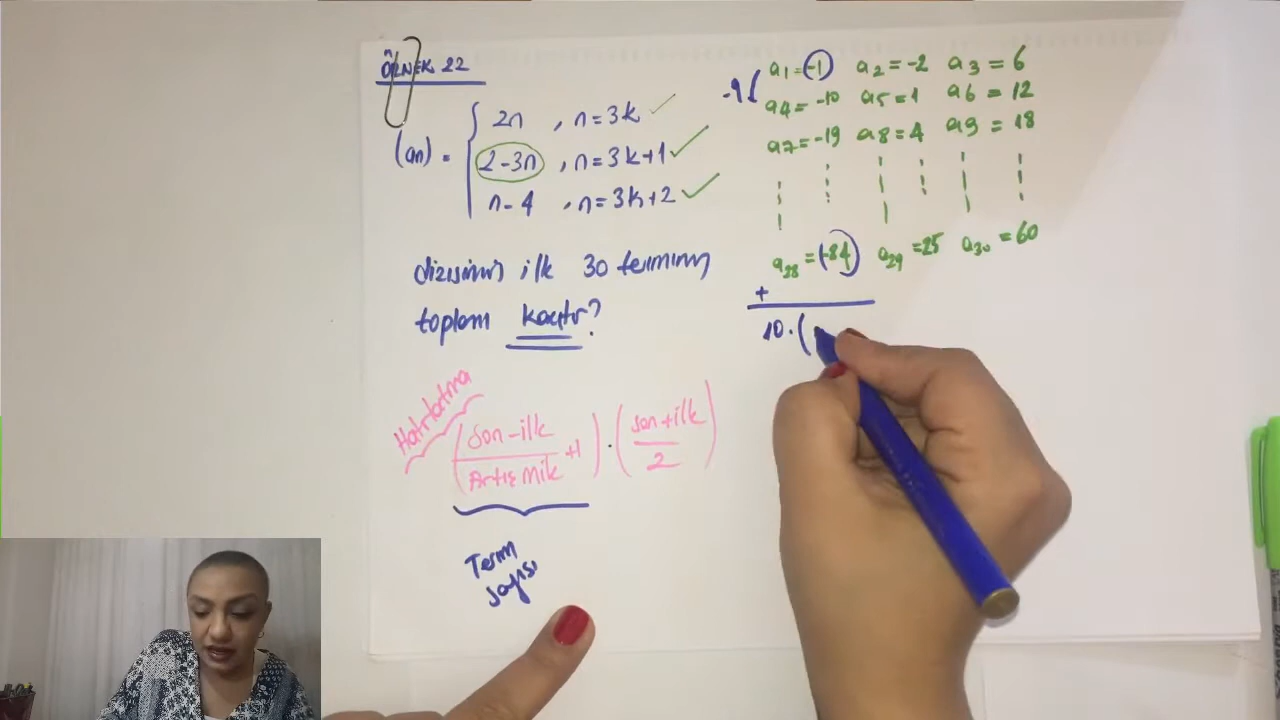 ÖRNEK 22
(an) =
2n , n=3k
2-3n , n=3k+1
n-4 , n=3k+2
dizisinin ilk 30 teriminin
toplamı kaçtır?
Hatırlatma
(Son-ilk / Artış Mik +1) . (Son+ilk / 2)
Terim
Sayısı
a1=-1 a2=-2 a3=6
-9
a4=-10 a5=1 a6=12
a7=-19 a8=4 a9=18
a28=(-84) a29=25 a30=60
+
10.(